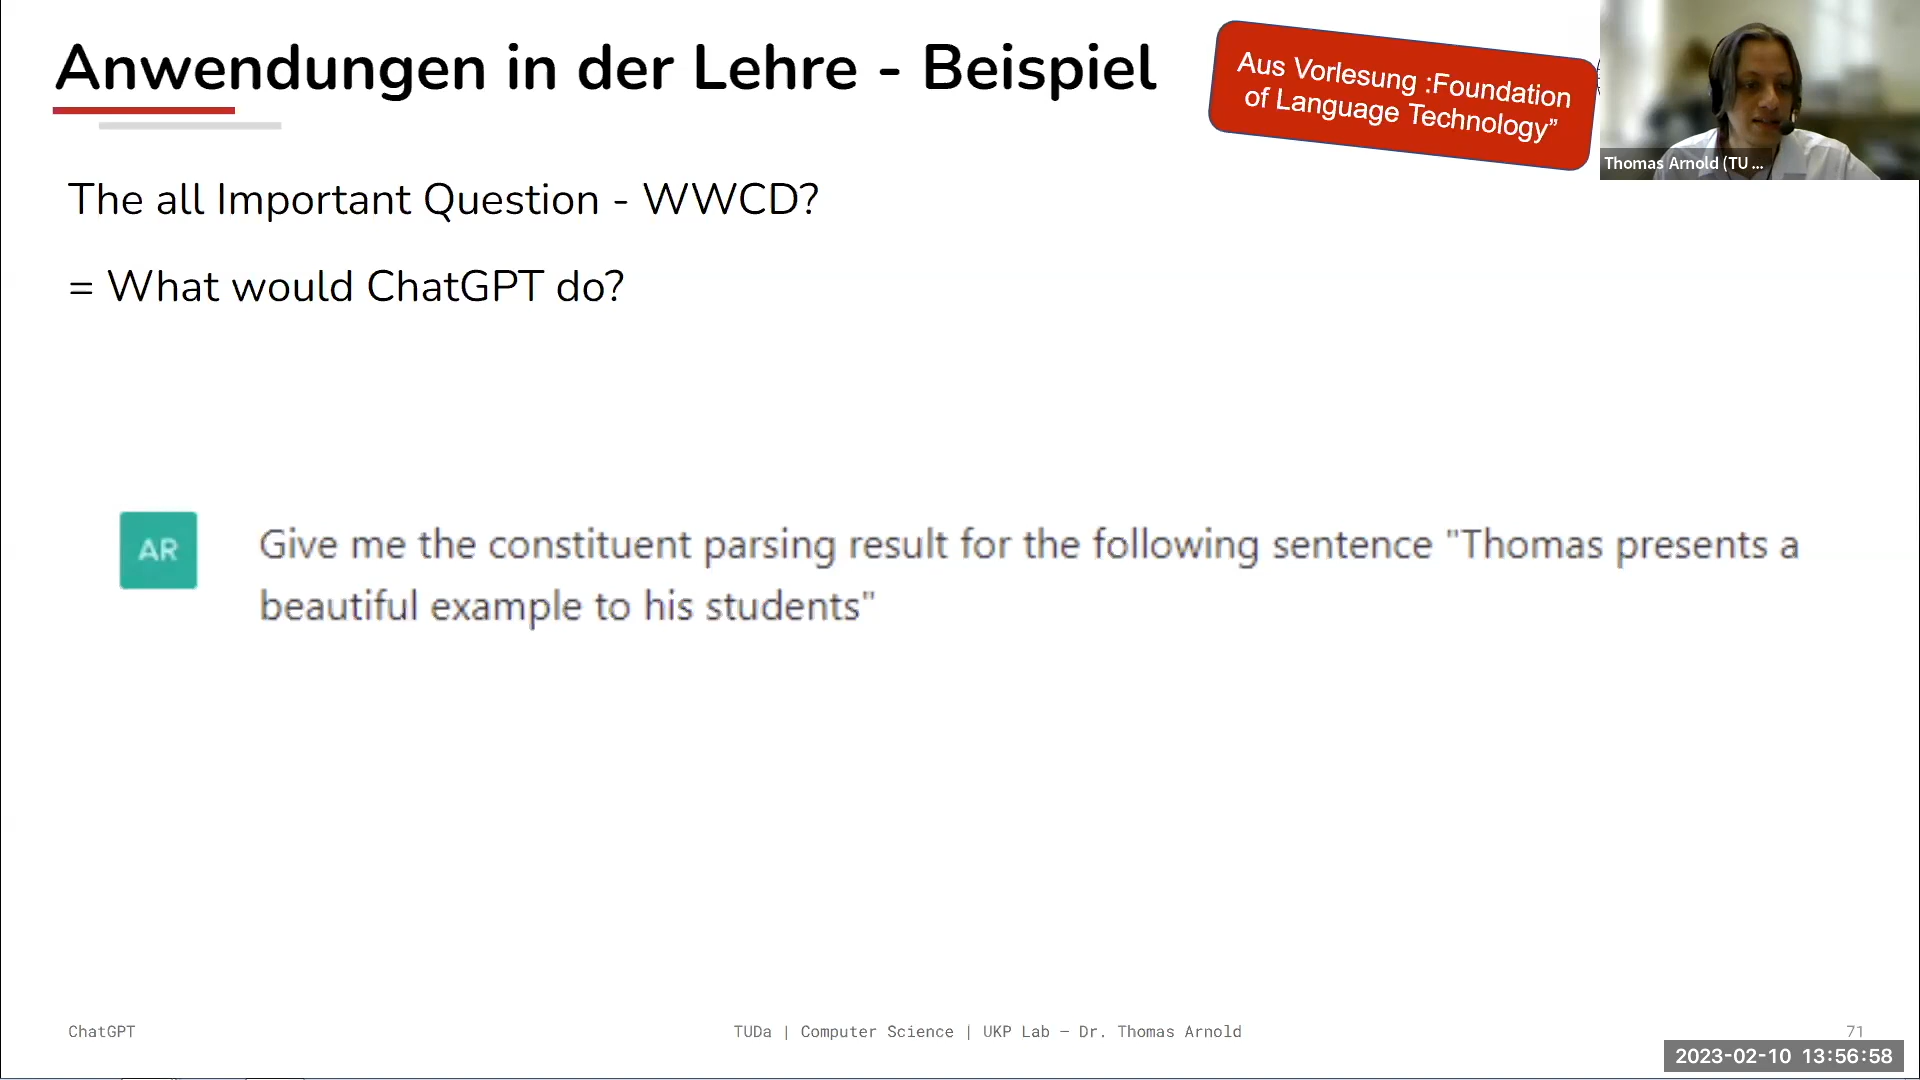 Anwendungen in der Lehre - Beispiel
Aus Vorlesung :Foundation
of Language Technology”
Thomas Arnold (TU ...
The all Important Question - WWCD?
= What would ChatGPT do?
AR
Give me the constituent parsing result for the following sentence "Thomas presents a
beautiful example to his students"
ChatGPT
TUDa | Computer Science | UKP Lab – Dr. Thomas Arnold
71
2023-02-10 13:56:58